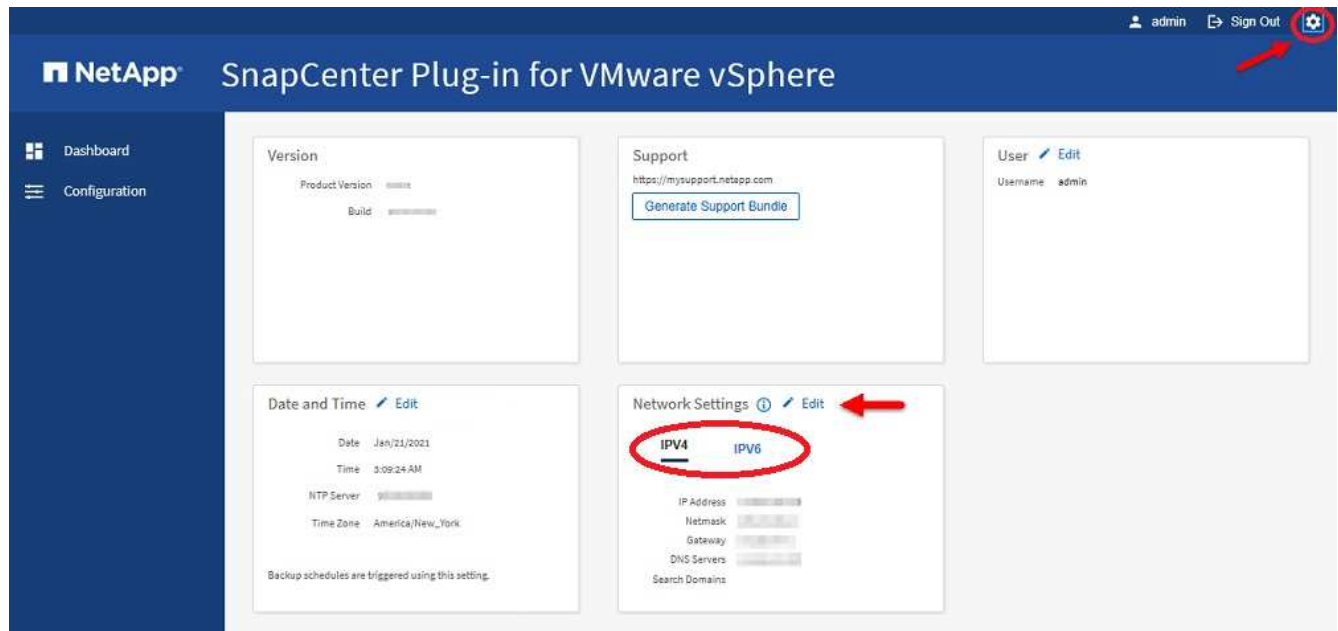 admin Sign Out
NetApp SnapCenter Plug-in for VMware vSphere
Dashboard
Configuration
Version
Product Version
Build
Support
https://mysupport.netapp.com
Generate Support Bundle
User Edit
Username admin
Date and Time Edit
Date Jan/21/2021
Time 3:09:24 AM
NTP Server
Time Zone America/New_York
Backup schedules are triggered using this setting.
Network Settings Edit
IPV4 IPV6
IP Address
Netmask
Gateway
DNS Servers
Search Domains